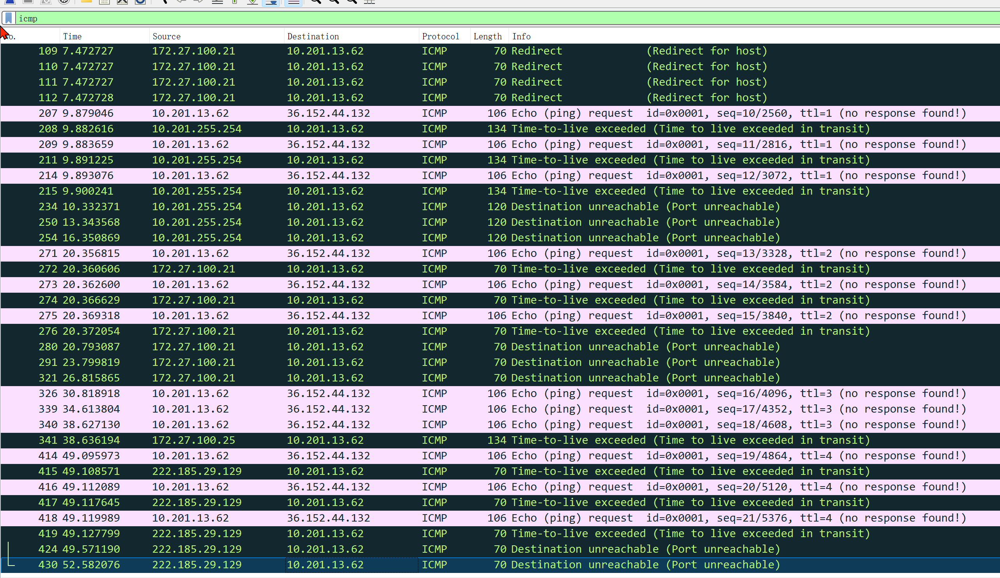 icmp
o. Time Source Destination Protocol Length Info
109 7.472727 172.27.100.21 10.201.13.62 ICMP 70 Redirect (Redirect for host)
110 7.472727 172.27.100.21 10.201.13.62 ICMP 70 Redirect (Redirect for host)
111 7.472727 172.27.100.21 10.201.13.62 ICMP 70 Redirect (Redirect for host)
112 7.472728 172.27.100.21 10.201.13.62 ICMP 70 Redirect (Redirect for host)
207 9.879046 10.201.13.62 36.152.44.132 ICMP 106 Echo (ping) request id=0x0001, seq=10/2560, ttl=1 (no response found!)
208 9.882616 10.201.255.254 10.201.13.62 ICMP 134 Time-to-live exceeded (Time to live exceeded in transit)
209 9.883659 10.201.13.62 36.152.44.132 ICMP 106 Echo (ping) request id=0x0001, seq=11/2816, ttl=1 (no response found!)
211 9.891225 10.201.255.254 10.201.13.62 ICMP 134 Time-to-live exceeded (Time to live exceeded in transit)
214 9.893076 10.201.13.62 36.152.44.132 ICMP 106 Echo (ping) request id=0x0001, seq=12/3072, ttl=1 (no response found!)
215 9.900241 10.201.255.254 10.201.13.62 ICMP 134 Time-to-live exceeded (Time to live exceeded in transit)
234 10.332371 10.201.255.254 10.201.13.62 ICMP 120 Destination unreachable (Port unreachable)
250 13.343568 10.201.255.254 10.201.13.62 ICMP 120 Destination unreachable (Port unreachable)
254 16.350869 10.201.255.254 10.201.13.62 ICMP 120 Destination unreachable (Port unreachable)
271 20.356815 10.201.13.62 36.152.44.132 ICMP 106 Echo (ping) request id=0x0001, seq=13/3328, ttl=2 (no response found!)
272 20.360606 172.27.100.21 10.201.13.62 ICMP 70 Time-to-live exceeded (Time to live exceeded in transit)
273 20.362600 10.201.13.62 36.152.44.132 ICMP 106 Echo (ping) request id=0x0001, seq=14/3584, ttl=2 (no response found!)
274 20.366629 172.27.100.21 10.201.13.62 ICMP 70 Time-to-live exceeded (Time to live exceeded in transit)
275 20.369318 10.201.13.62 36.152.44.132 ICMP 106 Echo (ping) request id=0x0001, seq=15/3840, ttl=2 (no response found!)
276 20.372054 172.27.100.21 10.201.13.62 ICMP 70 Time-to-live exceeded (Time to live exceeded in transit)
280 20.793087 172.27.100.21 10.201.13.62 ICMP 70 Destination unreachable (Port unreachable)
291 23.799819 172.27.100.21 10.201.13.62 ICMP 70 Destination unreachable (Port unreachable)
321 26.815865 172.27.100.21 10.201.13.62 ICMP 70 Destination unreachable (Port unreachable)
326 30.818918 10.201.13.62 36.152.44.132 ICMP 106 Echo (ping) request id=0x0001, seq=16/4096, ttl=3 (no response found!)
339 34.613804 10.201.13.62 36.152.44.132 ICMP 106 Echo (ping) request id=0x0001, seq=17/4352, ttl=3 (no response found!)
340 38.627130 10.201.13.62 36.152.44.132 ICMP 106 Echo (ping) request id=0x0001, seq=18/4608, ttl=3 (no response found!)
341 38.636194 172.27.100.25 10.201.13.62 ICMP 134 Time-to-live exceeded (Time to live exceeded in transit)
414 49.095973 10.201.13.62 36.152.44.132 ICMP 106 Echo (ping) request id=0x0001, seq=19/4864, ttl=4 (no response found!)
415 49.108571 222.185.29.129 10.201.13.62 ICMP 70 Time-to-live exceeded (Time to live exceeded in transit)
416 49.112089 10.201.13.62 36.152.44.132 ICMP 106 Echo (ping) request id=0x0001, seq=20/5120, ttl=4 (no response found!)
417 49.117645 222.185.29.129 10.201.13.62 ICMP 70 Time-to-live exceeded (Time to live exceeded in transit)
418 49.119989 10.201.13.62 36.152.44.132 ICMP 106 Echo (ping) request id=0x0001, seq=21/5376, ttl=4 (no response found!)
419 49.127799 222.185.29.129 10.201.13.62 ICMP 70 Time-to-live exceeded (Time to live exceeded in transit)
424 49.571190 222.185.29.129 10.201.13.62 ICMP 70 Destination unreachable (Port unreachable)
430 52.582076 222.185.29.129 10.201.13.62 ICMP 70 Destination unreachable (Port unreachable)